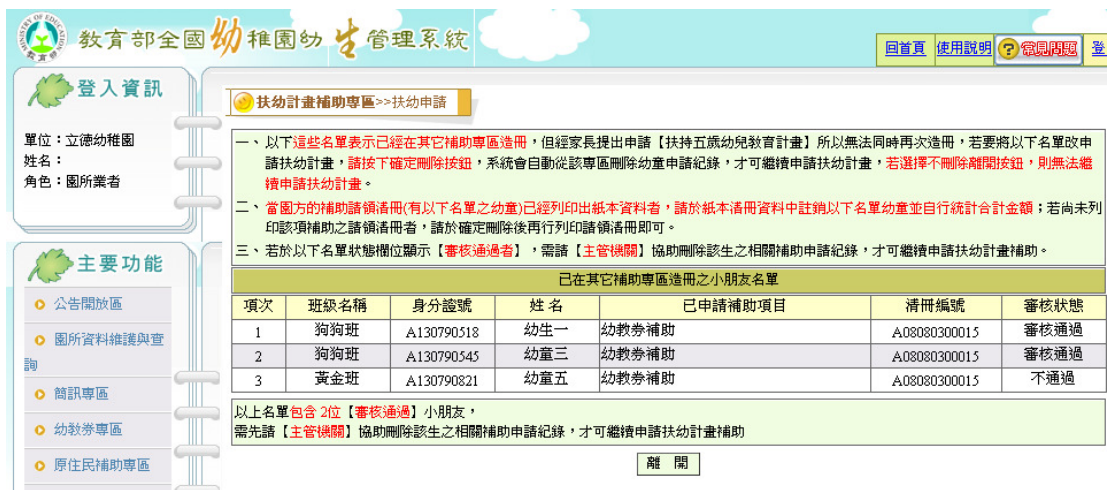 教育部全國幼稚園幼生管理系統
回首頁 使用說明 ?常見問題 登
登入資訊
單位：立德幼稚園
姓名：
角色：園所業者
主要功能
公告開放區
園所資料維護與查
詢
簡訊專區
幼教券專區
原住民補助專區
扶幼計畫補助專區>>扶幼申請
一、以下這些名單表示已經在其它補助專區造冊，但經家長提出申請【扶持五歲幼兒教育計畫】所以無法同時再次造冊，若要將以下名單改申
請扶幼計畫，請按下確定刪除按鈕，系統會自動從該專區刪除幼童申請紀錄，才可繼續申請扶幼計畫，若選擇不刪除離開按鈕，則無法繼
續申請扶幼計畫。
二、當園方的補助請領清冊(有以下名單之幼童)已經列印出紙本資料者，請於紙本清冊資料中註銷以下名單幼童並自行統計合計金額；若尚未列
印該項補助之請領清冊者，請於確定刪除後再行列印請領清冊即可。
三、若於以下名單狀態欄位顯示【審核通過者】，需請【主管機關】協助刪除該生之相關補助申請紀錄，才可繼續申請扶幼計畫補助。
已在其它補助專區造冊之小朋友名單
項次 班級名稱 身分證號 姓名 已申請補助項目 清冊編號 審核狀態
1 狗狗班 A130790518 幼生一 幼教券補助 A08080300015 審核通過
2 狗狗班 A130790545 幼童三 幼教券補助 A08080300015 審核通過
3 黃金班 A130790821 幼童五 幼教券補助 A08080300015 不通過
以上名單包含 2位【審核通過】小朋友，
需先請【主管機關】協助刪除該生之相關補助申請紀錄，才可繼續申請扶幼計畫補助
離 開